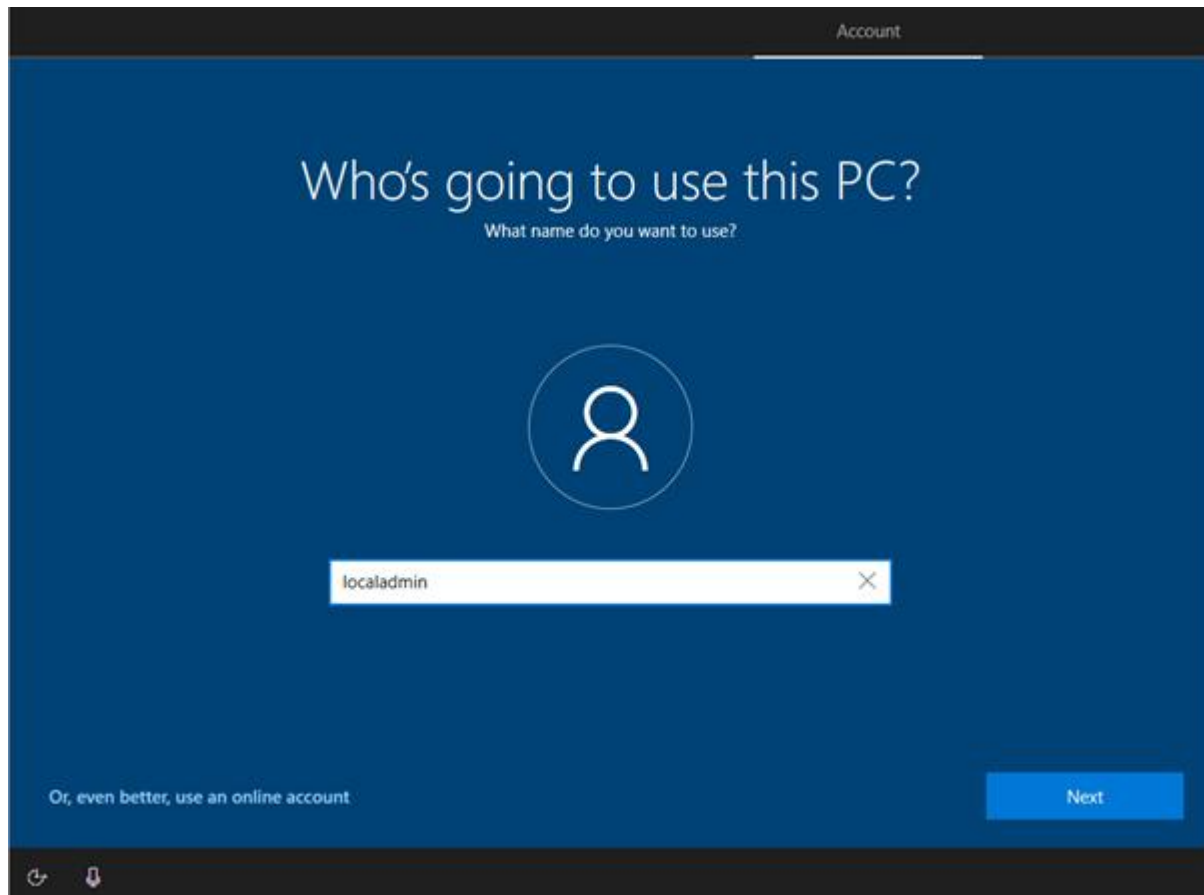 Account
Who's going to use this PC?
What name do you want to use?
localadmin
Or, even better, use an online account
Next